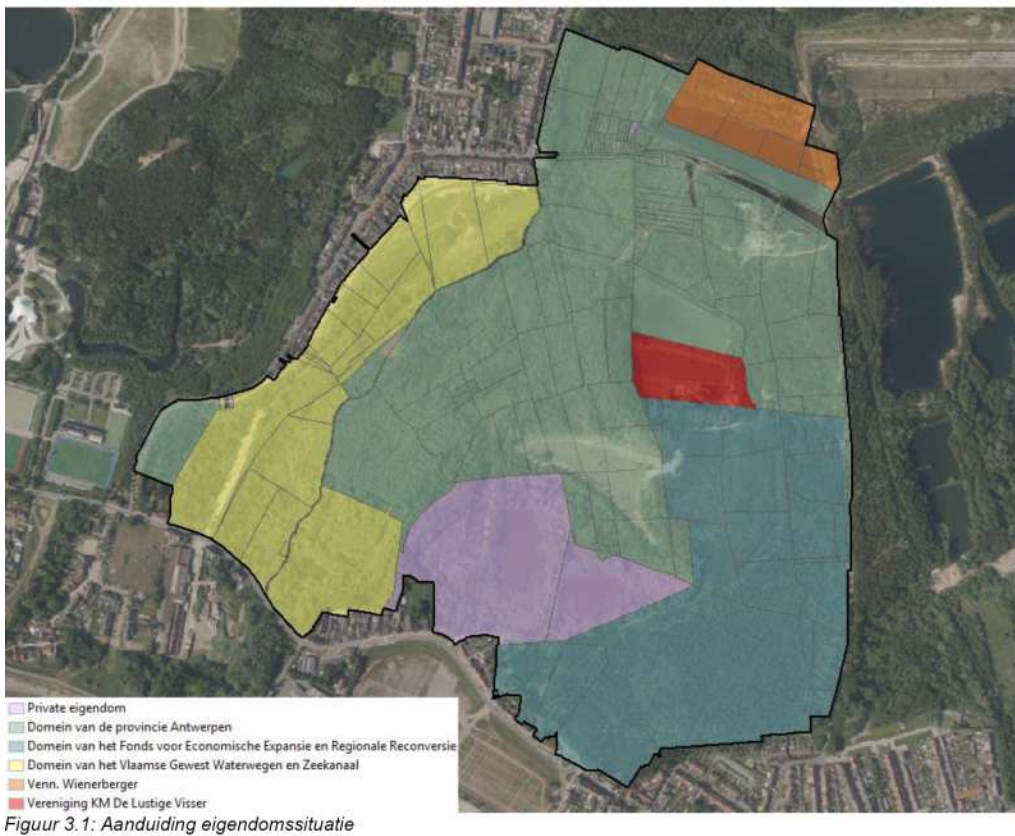 Private eigendom
Domein van de provincie Antwerpen
Domein van het Fonds voor Economische Expansie en Regionale Reconversie
Domein van het Vlaamse Gewest Waterwegen en Zeekanaal
Venn. Wienerberger
Vereniging KM De Lustige Visser
Figuur 3.1: Aanduiding eigendomssituatie